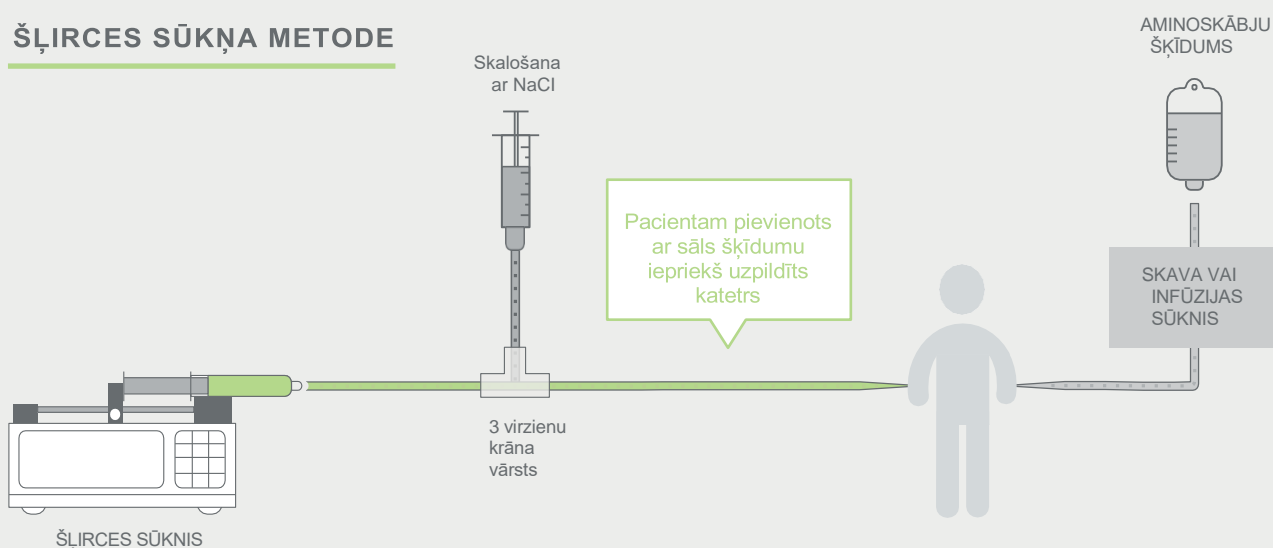 ŠĻIRCES SŪKŅA METODE
Skalošana
ar NaCl
AMINOSKĀBJU
ŠĶĪDUMS
Pacientam pievienots
ar sāls šķīdumu
iepriekš uzpildīts
katetrs
SKAVA VAI
INFŪZIJAS
SŪKNIS
3 virzienu
krāna
vārsts
ŠĻIRCES SŪKNIS